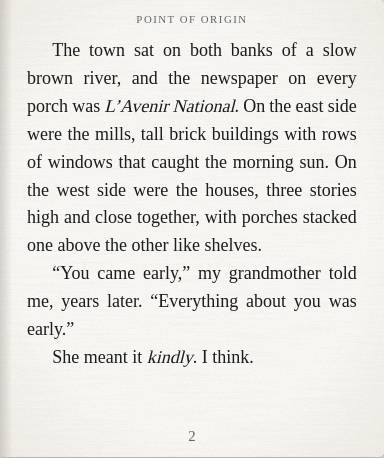 POINT OF ORIGIN
The town sat on both banks of a slow
brown river, and the newspaper on every
porch was L’Avenir National. On the east side
were the mills, tall brick buildings with rows
of windows that caught the morning sun. On
the west side were the houses, three stories
high and close together, with porches stacked
one above the other like shelves.
“You came early,” my grandmother told
me, years later. “Everything about you was
early.”
She meant it kindly. I think.
2